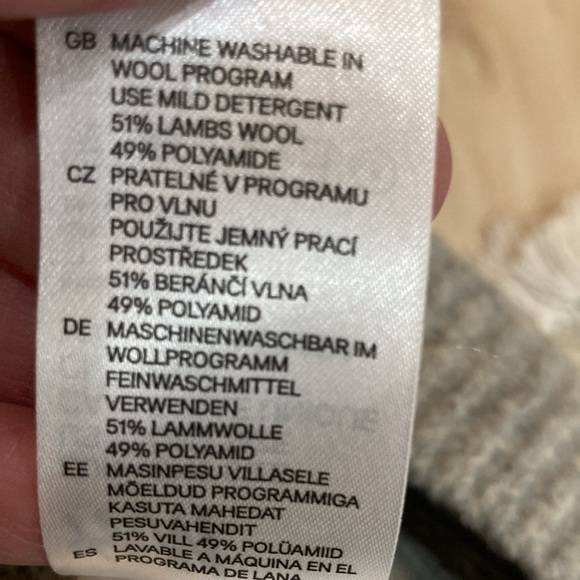 GB MACHINE WASHABLE IN
WOOL PROGRAM
USE MILD DETERGENT
51% LAMBS WOOL
49% POLYAMIDE
CZ PRATELNÉ V PROGRAMU
PRO VLNU
POUŽIJTE JEMNÝ PRACÍ
PROSTŘEDEK
51% BERÁNČÍ VLNA
49% POLYAMID
DE MASCHINENWASCHBAR IM
WOLLPROGRAMM
FEINWASCHMITTEL
VERWENDEN
51% LAMMWOLLE
49% POLYAMID
EE MASINPESU VILLASELE
MÕELDUD PROGRAMMIGA
KASUTA MAHEDAT
PESUVAHENDIT
51% VILL 49% POLÜAMIID
ES LAVABLE A MÁQUINA EN EL
PROGRAMA DE LANA